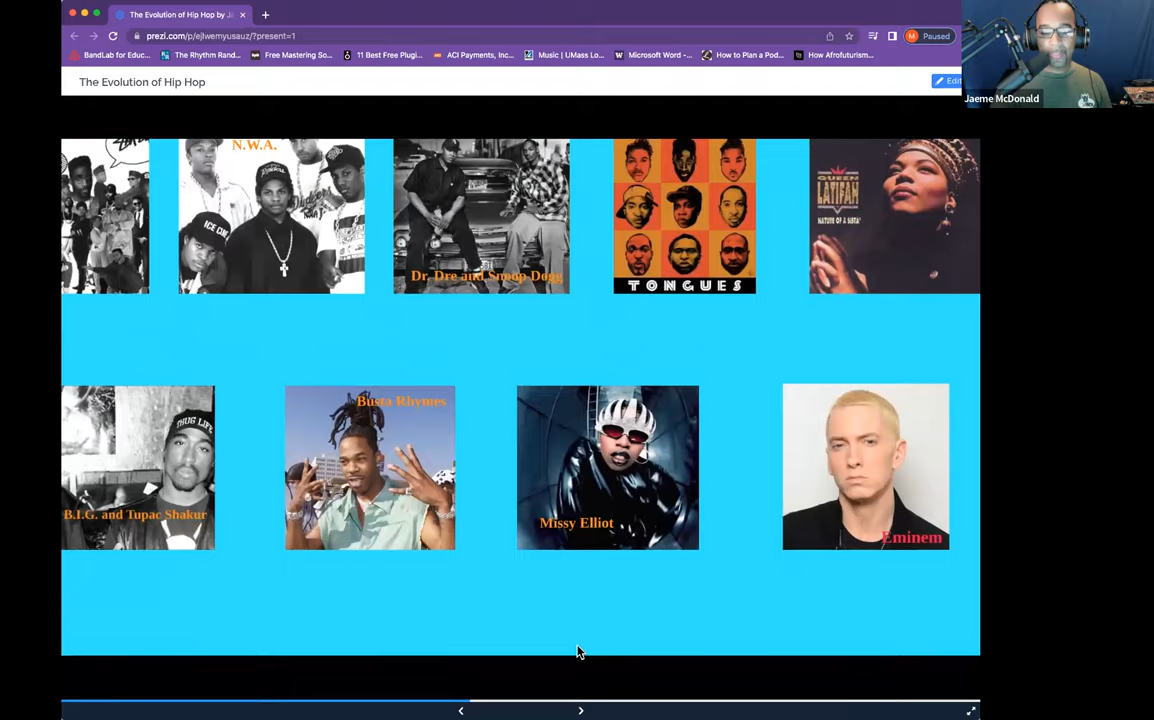 The Evolution of Hip Hop by Ja
prezi.com/p/ejlwemyusauz/?present=1
M Paused
BandLab for Educ... The Rhythm Rand... Free Mastering So... 11 Best Free Plugi... ACI Payments, Inc... Music | UMass Lo... Microsoft Word -... How to Plan a Pod... How Afrofuturism...
The Evolution of Hip Hop
Edit
Jaeme McDonald
N.W.A.
ICE CUBE
Dr. Dre and Snoop Dogg
TONGUES
QUEEN
LATIFAH
NATURE OF A SISTA'
THUG LIFE
B.I.G. and Tupac Shakur
Busta Rhymes
Missy Elliot
Eminem